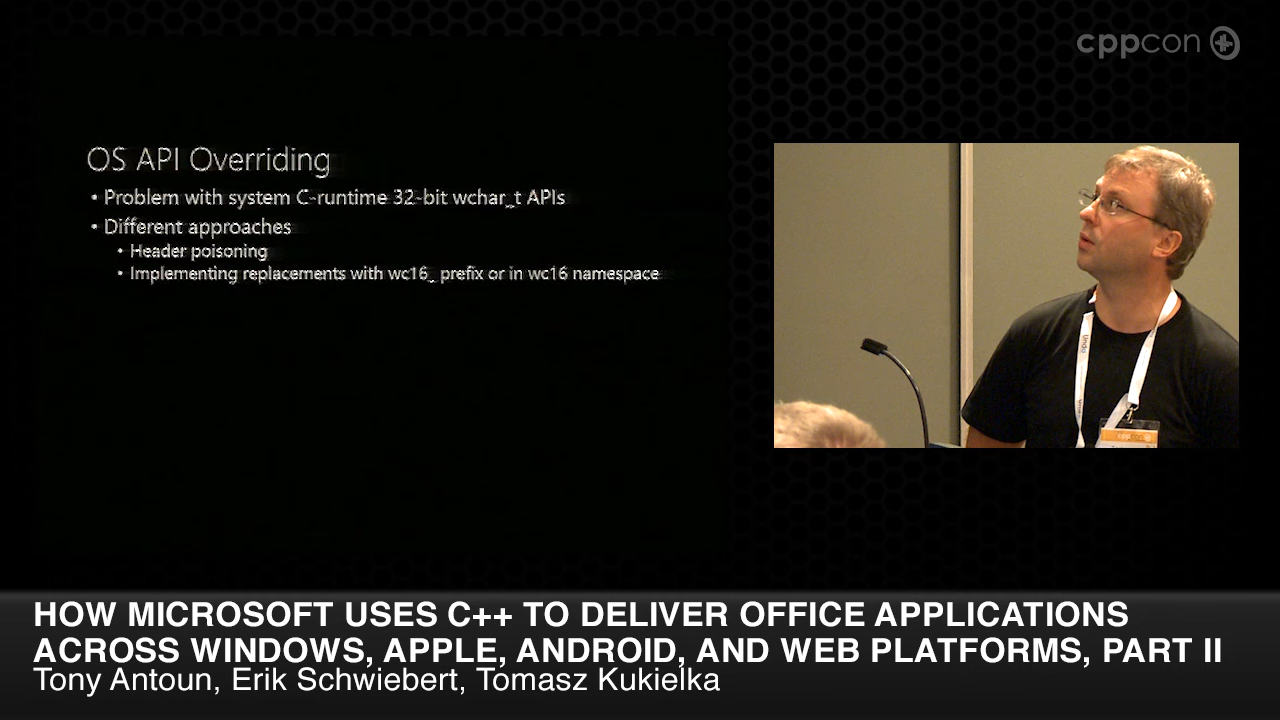 cppcon
OS API Overriding
• Problem with system C-runtime 32-bit wchar_t APIs
• Different approaches
• Header poisoning
• Implementing replacements with wc16_ prefix or in wc16 namespace
HOW MICROSOFT USES C++ TO DELIVER OFFICE APPLICATIONS
ACROSS WINDOWS, APPLE, ANDROID, AND WEB PLATFORMS, PART II
Tony Antoun, Erik Schwiebert, Tomasz Kukielka